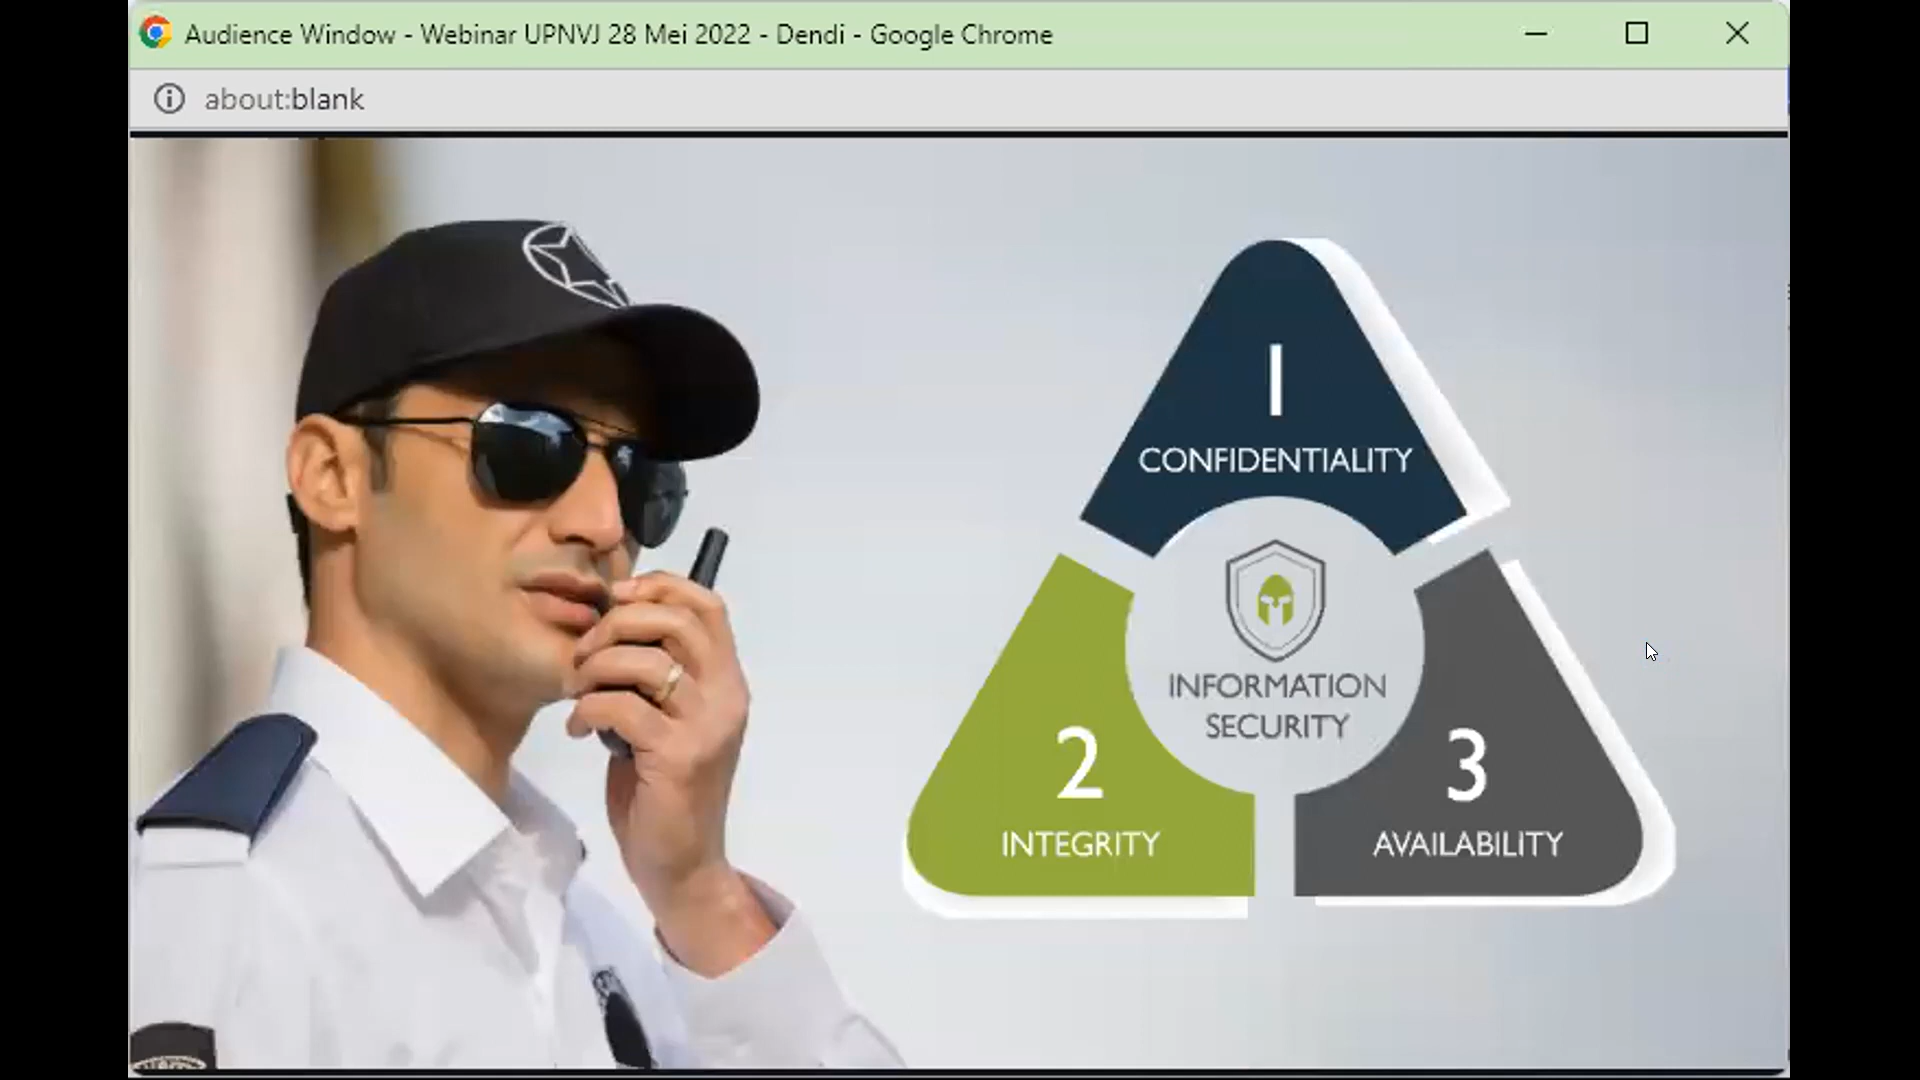 Audience Window - Webinar UPNVJ 28 Mei 2022 - Dendi - Google Chrome
about:blank
1
CONFIDENTIALITY
INFORMATION
SECURITY
2
INTEGRITY
3
AVAILABILITY